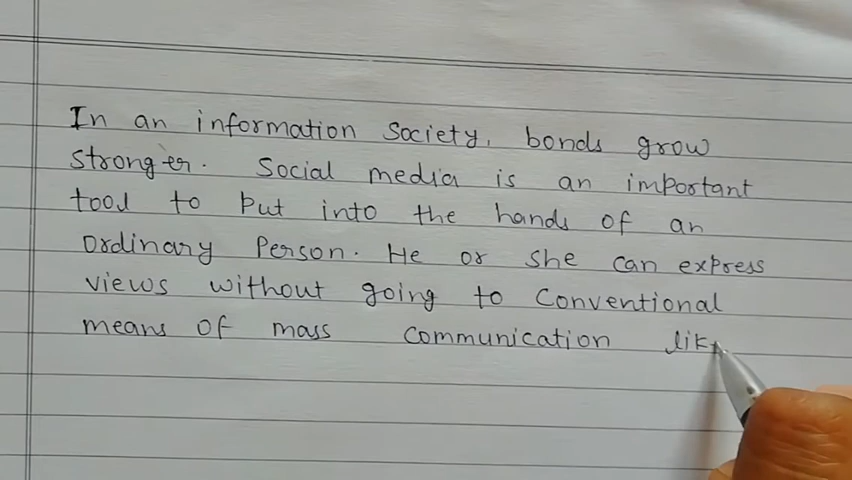 In an information society, bonds grow
stronger. Social media is an important
tool to put into the hands of an
ordinary person. He or she can express
views without going to conventional
means of mass communication lik